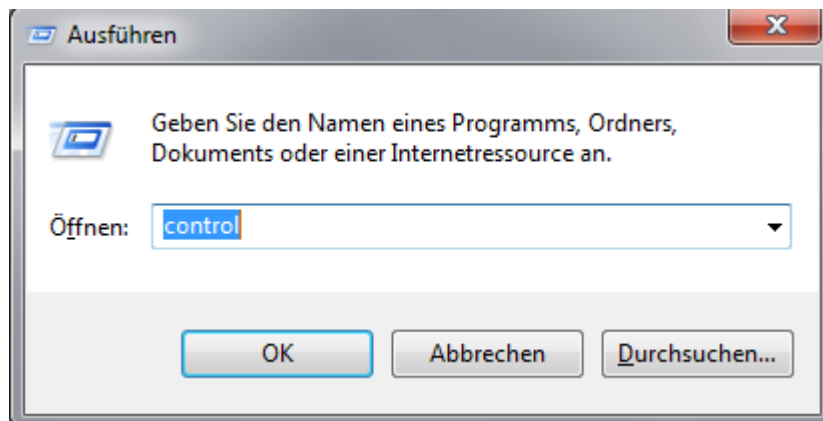 Ausführen
Geben Sie den Namen eines Programms, Ordners,
Dokuments oder einer Internetressource an.
Öffnen: control
OK Abbrechen Durchsuchen...